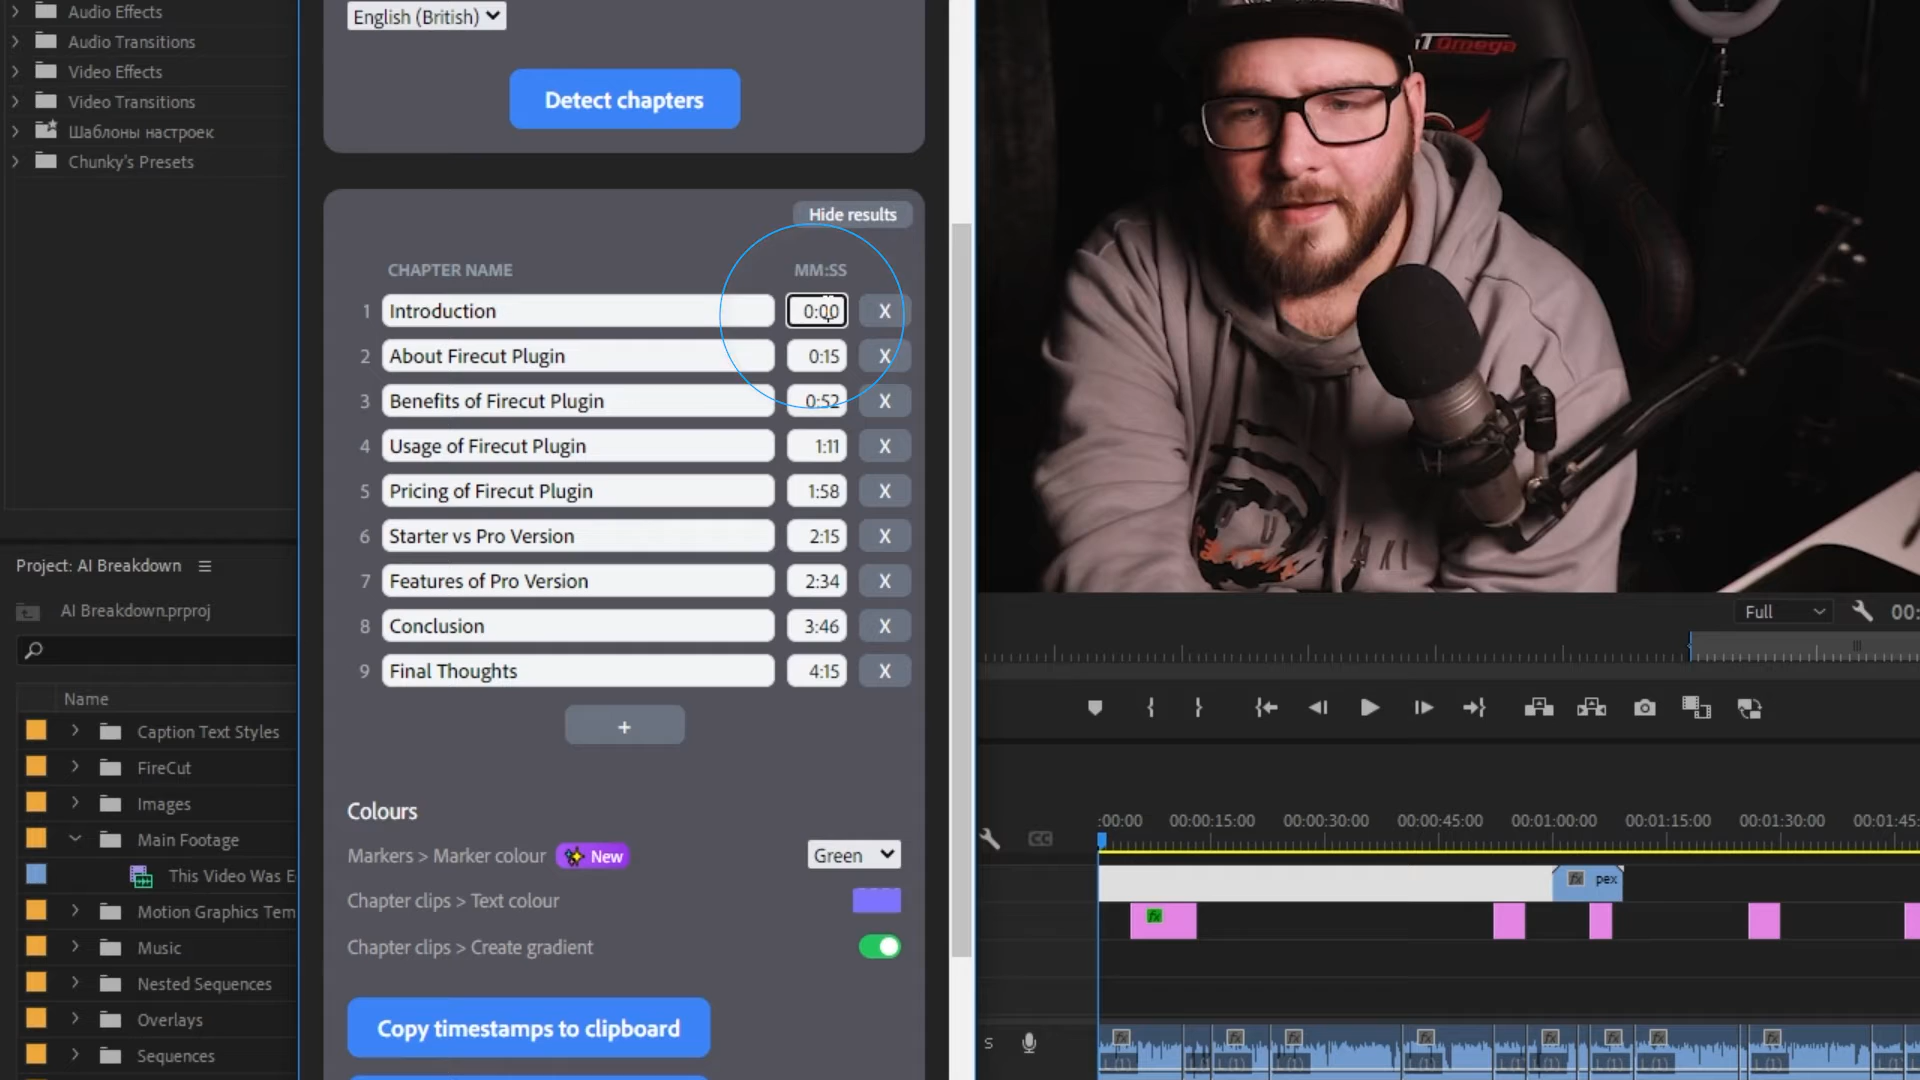 Audio Effects
Audio Transitions
Video Effects
Video Transitions
Шаблоны настроек
Chunky's Presets
Project: AI Breakdown
AI Breakdown.prproj
Name
Caption Text Styles
FireCut
Images
Main Footage
This Video Was E
Motion Graphics Tem
Music
Nested Sequences
Overlays
Sequences
English (British)
Detect chapters
Hide results
CHAPTER NAME MM:SS
1 Introduction 0:00 X
2 About Firecut Plugin 0:15 X
3 Benefits of Firecut Plugin 0:52 X
4 Usage of Firecut Plugin 1:11 X
5 Pricing of Firecut Plugin 1:58 X
6 Starter vs Pro Version 2:15 X
7 Features of Pro Version 2:34 X
8 Conclusion 3:46 X
9 Final Thoughts 4:15 X
+
Colours
Markers > Marker colour New Green
Chapter clips > Text colour
Chapter clips > Create gradient
Copy timestamps to clipboard
Omega
Full 00:
:00:00 00:00:15:00 00:00:30:00 00:00:45:00 00:01:00:00 00:01:15:00 00:01:30:00 00:01:45:
fx pex
fx
S